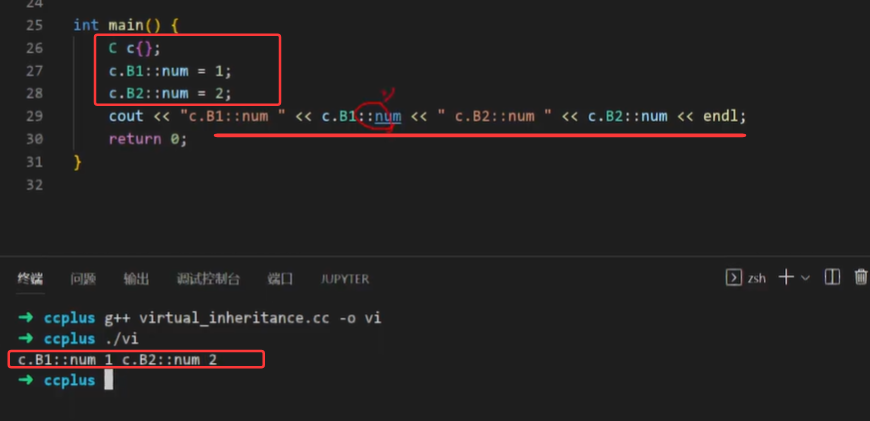 24
25 int main() {
26 C c{};
27 c.B1::num = 1;
28 c.B2::num = 2;
29 cout << "c.B1::num " << c.B1::num << " c.B2::num " << c.B2::num << endl;
30 return 0;
31 }
32
终端 问题 输出 调试控制台 端口 JUPYTER zsh
→ ccplus g++ virtual_inheritance.cc -o vi
→ ccplus ./vi
c.B1::num 1 c.B2::num 2
→ ccplus